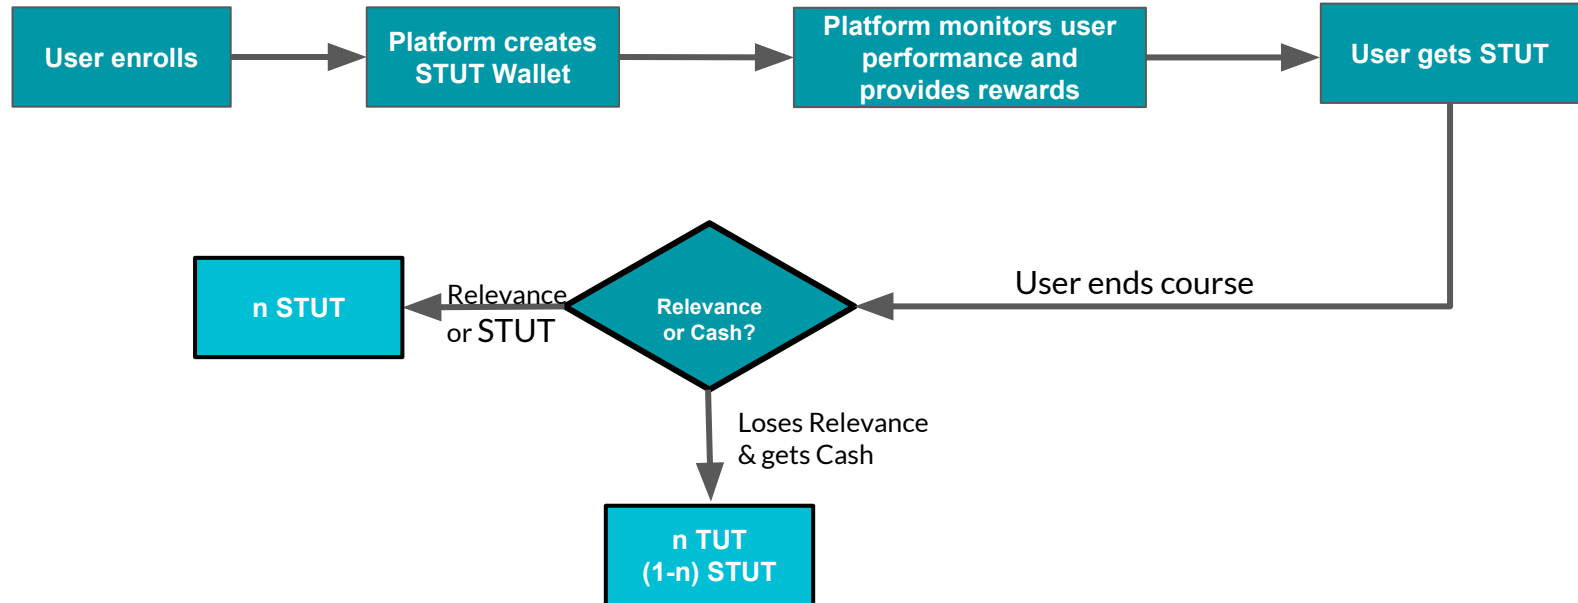 User enrolls
Platform creates
STUT Wallet
Platform monitors user
performance and
provides rewards
User gets STUT
User ends course
Relevance
or Cash?
Relevance
or STUT
n STUT
Loses Relevance
& gets Cash
n TUT
(1-n) STUT